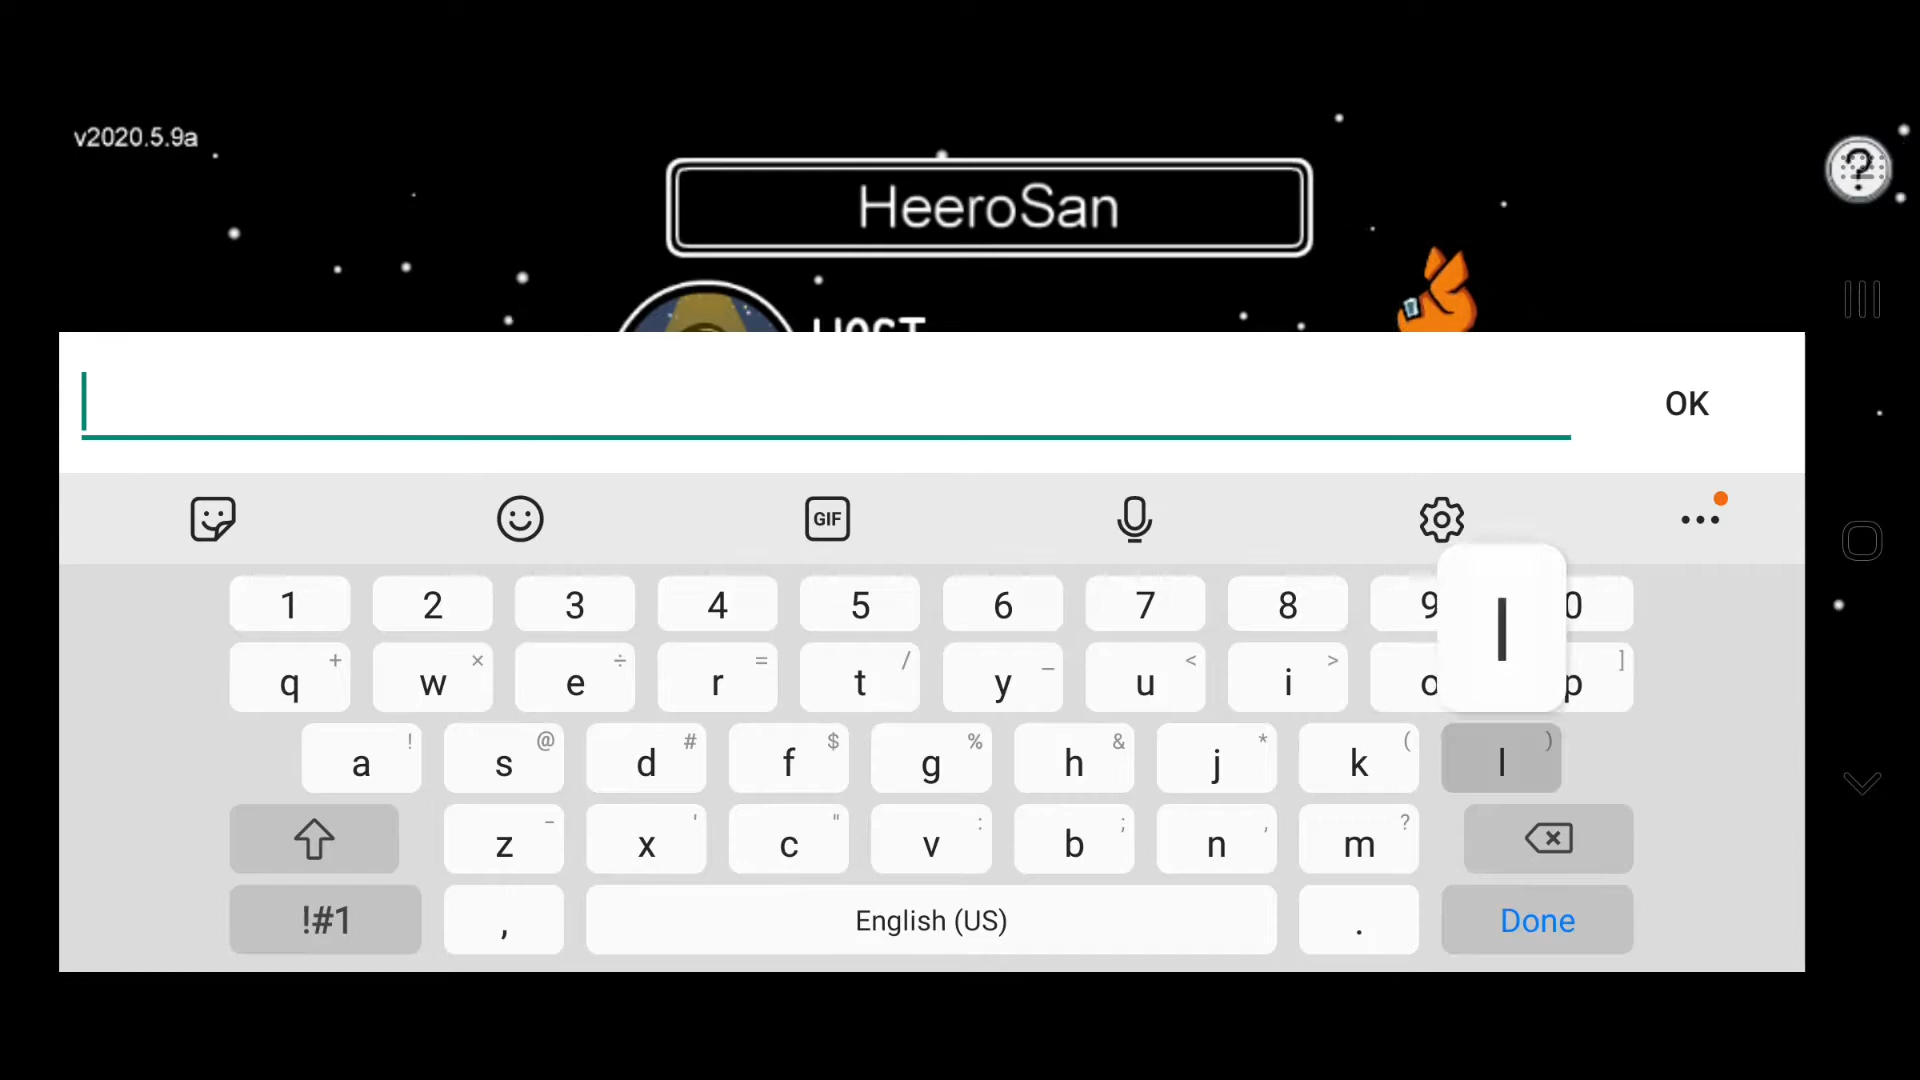 v2020.5.9a
HeeroSan
HOST
OK
GIF
1 2 3 4 5 6 7 8 9 0
+ × ÷ = / _ < > ]
q w e r t y u i o p
l
! @ # $ % & * ( )
a s d f g h j k l
- ' " : ; , ?
z x c v b n m
!#1 , English (US) . Done